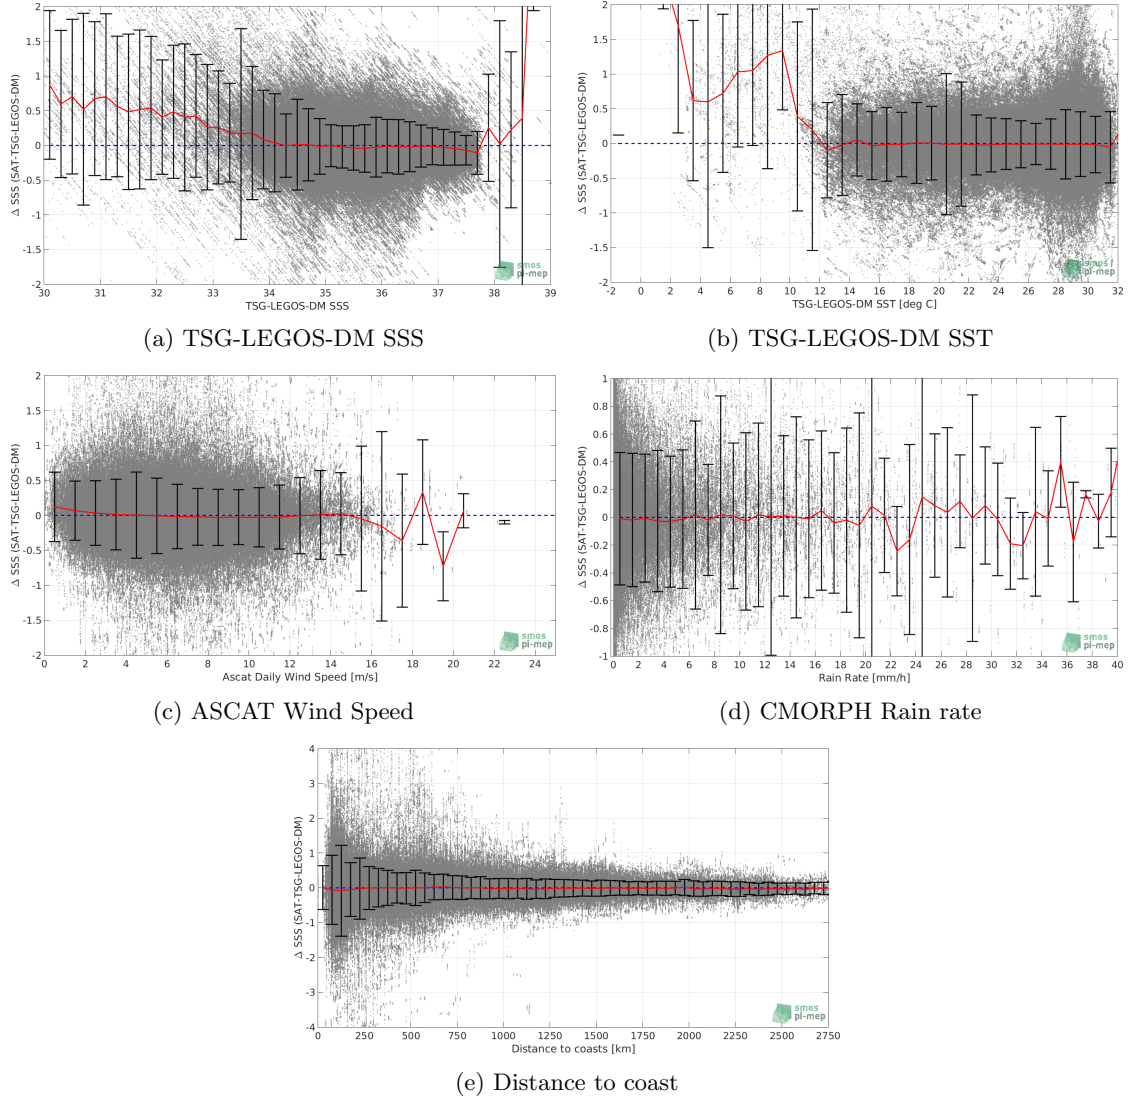 2
1.5
1
0.5
0
-0.5
-1
-1.5
-2
Δ SSS (SAT-TSG-LEGOS-DM)
30 31 32 33 34 35 36 37 38 39
TSG-LEGOS-DM SSS
smos
pi-mep
(a) TSG-LEGOS-DM SSS
2
1.5
1
0.5
0
-0.5
-1
-1.5
-2
Δ SSS (SAT-TSG-LEGOS-DM)
-2 0 2 4 6 8 10 12 14 16 18 20 22 24 26 28 30 32
TSG-LEGOS-DM SST [deg C]
smos
pi-mep
(b) TSG-LEGOS-DM SST
2
1.5
1
0.5
0
-0.5
-1
-1.5
-2
Δ SSS (SAT-TSG-LEGOS-DM)
0 2 4 6 8 10 12 14 16 18 20 22 24
Ascat Daily Wind Speed [m/s]
smos
pi-mep
(c) ASCAT Wind Speed
1
0.8
0.6
0.4
0.2
0
-0.2
-0.4
-0.6
-0.8
-1
Δ SSS (SAT-TSG-LEGOS-DM)
0 2 4 6 8 10 12 14 16 18 20 22 24 26 28 30 32 34 36 38 40
Rain Rate [mm/h]
smos
pi-mep
(d) CMORPH Rain rate
4
3
2
1
0
-1
-2
-3
-4
Δ SSS (SAT-TSG-LEGOS-DM)
0 250 500 750 1000 1250 1500 1750 2000 2250 2500 2750
Distance to coasts [km]
smos
pi-mep
(e) Distance to coast